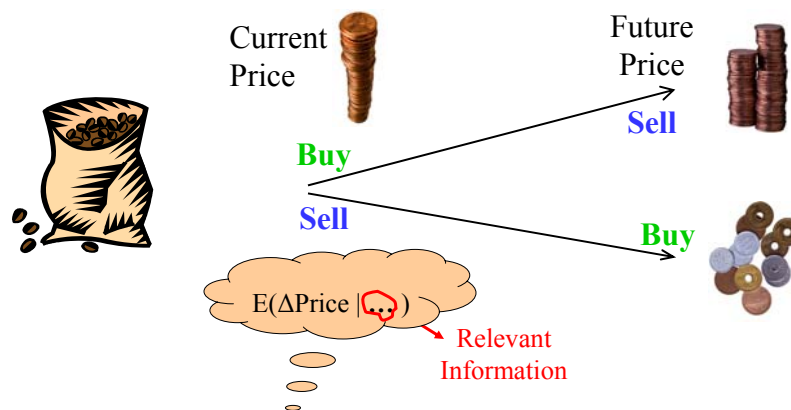 Current
Price
Future
Price
Buy
Sell
Sell
Buy
E(ΔPrice | ... )
Relevant
Information